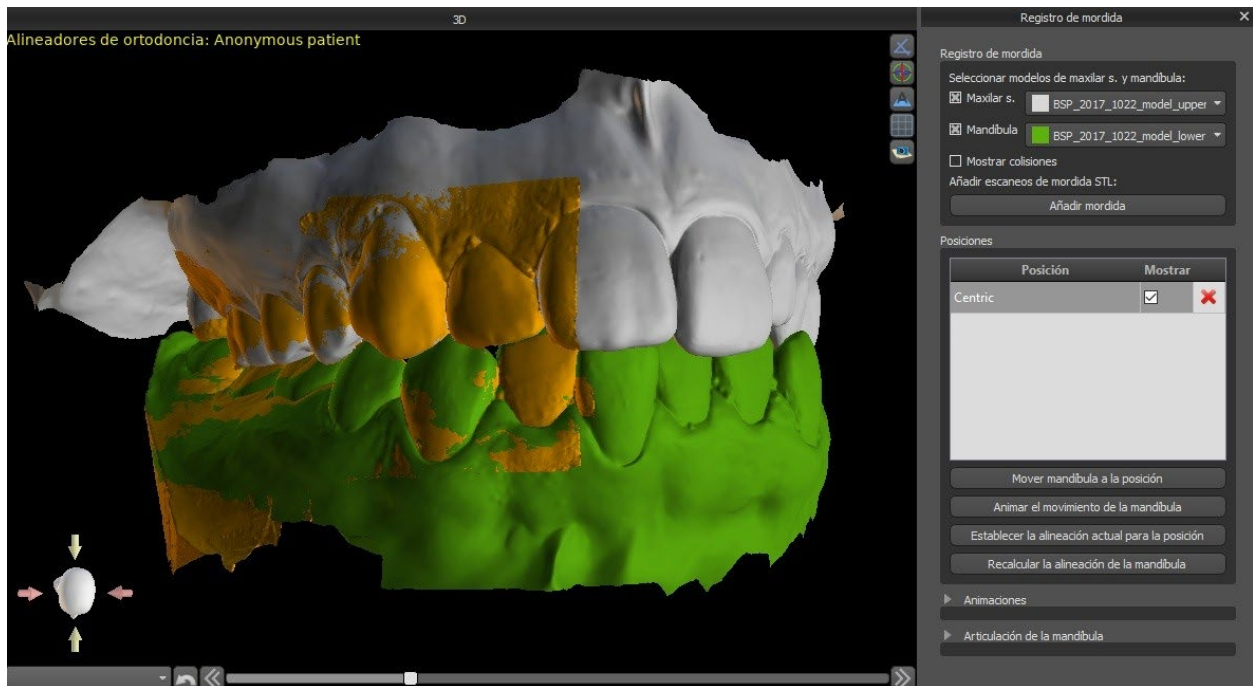 3D
Alineadores de ortodoncia: Anonymous patient
Registro de mordida
Registro de mordida
Seleccionar modelos de maxilar s. y mandíbula:
Maxilar s. BSP_2017_1022_model_upper
Mandíbula BSP_2017_1022_model_lower
Mostrar colisiones
Añadir escaneos de mordida STL:
Añadir mordida
Posiciones
Posición Mostrar
Centric
Mover mandíbula a la posición
Animar el movimiento de la mandíbula
Establecer la alineación actual para la posición
Recalcular la alineación de la mandíbula
Animaciones
Articulación de la mandíbula